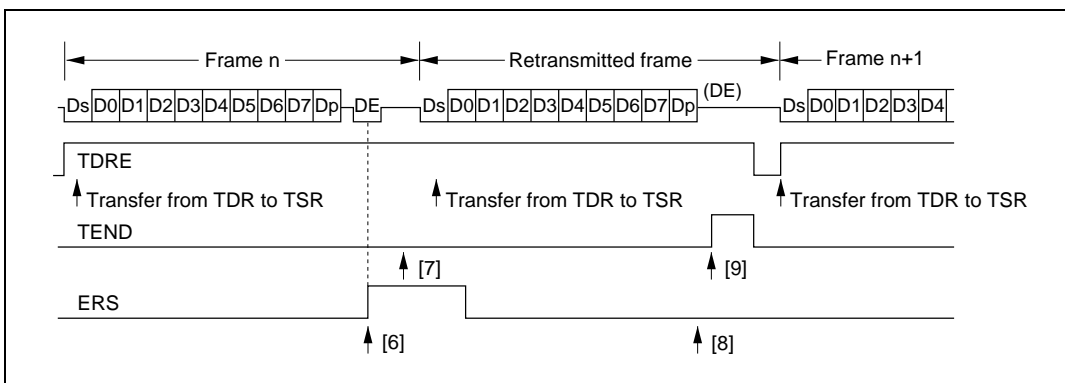 Frame n Retransmitted frame Frame n+1
Ds D0 D1 D2 D3 D4 D5 D6 D7 Dp DE Ds D0 D1 D2 D3 D4 D5 D6 D7 Dp (DE) Ds D0 D1 D2 D3 D4
TDRE
Transfer from TDR to TSR Transfer from TDR to TSR Transfer from TDR to TSR
TEND
[7] [9]
ERS
[6] [8]